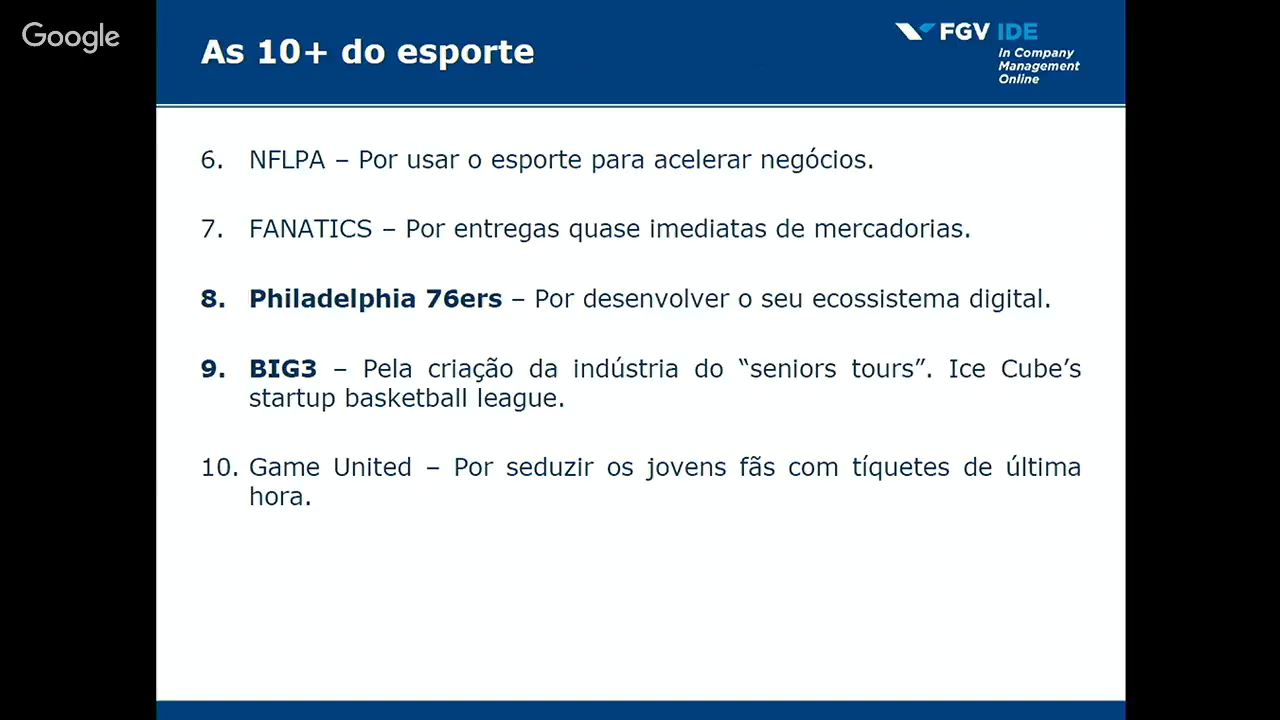 Google
As 10+ do esporte
FGV IDE
In Company
Management
Online
6. NFLPA – Por usar o esporte para acelerar negócios.
7. FANATICS – Por entregas quase imediatas de mercadorias.
8. Philadelphia 76ers – Por desenvolver o seu ecossistema digital.
9. BIG3 – Pela criação da indústria do “seniors tours”. Ice Cube’s
startup basketball league.
10. Game United – Por seduzir os jovens fãs com tíquetes de última
hora.